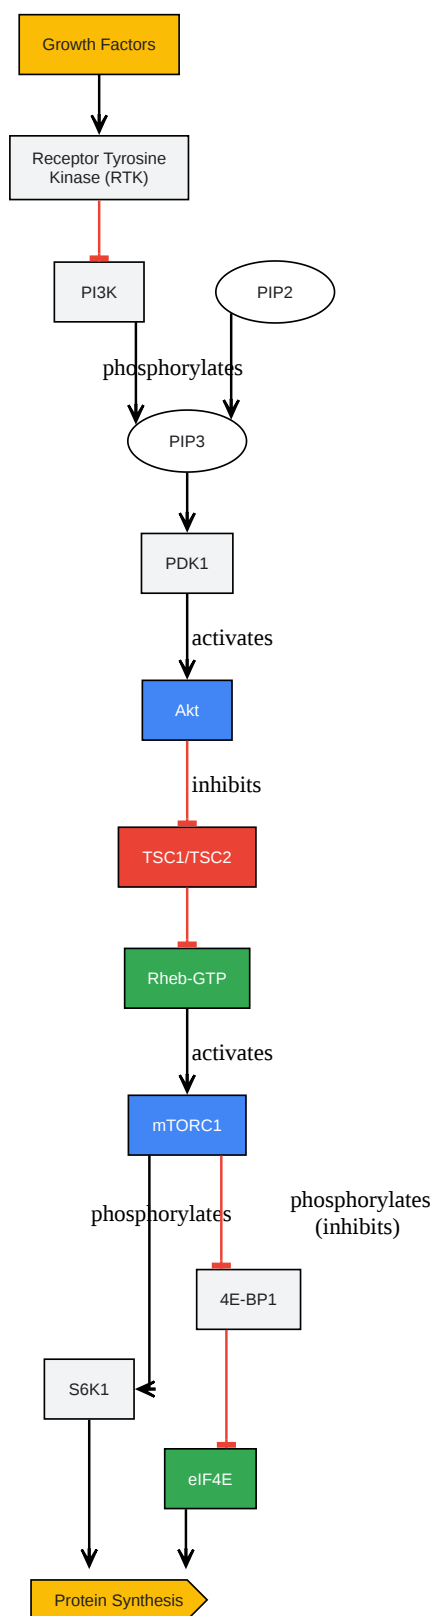 Growth Factors
Receptor Tyrosine
Kinase (RTK)
PI3K
PIP2
phosphorylates
PIP3
PDK1
activates
Akt
inhibits
TSC1/TSC2
Rheb-GTP
activates
mTORC1
phosphorylates
phosphorylates
(inhibits)
4E-BP1
S6K1
eIF4E
Protein Synthesis